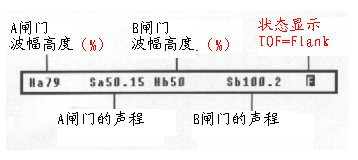 A闸门 B闸门 状态显示
波幅高度（%） 波幅高度.（%） TOF=Flank
Ha79 Sa50.15 Hb50 Sb100.2 F
A闸门的声程 B闸门的声程